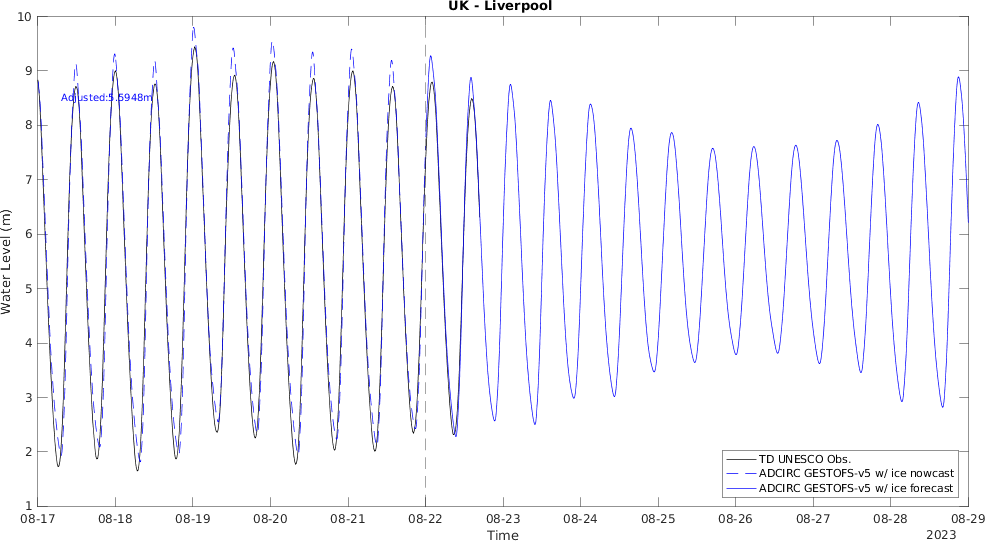 UK - Liverpool
10
9
8
7
6
5
4
3
2
1
Water Level (m)
Adjusted:5.5948m
08-17 08-18 08-19 08-20 08-21 08-22 08-23 08-24 08-25 08-26 08-27 08-28 08-29
Time
2023
TD UNESCO Obs.
ADCIRC GESTOFS-v5 w/ ice nowcast
ADCIRC GESTOFS-v5 w/ ice forecast